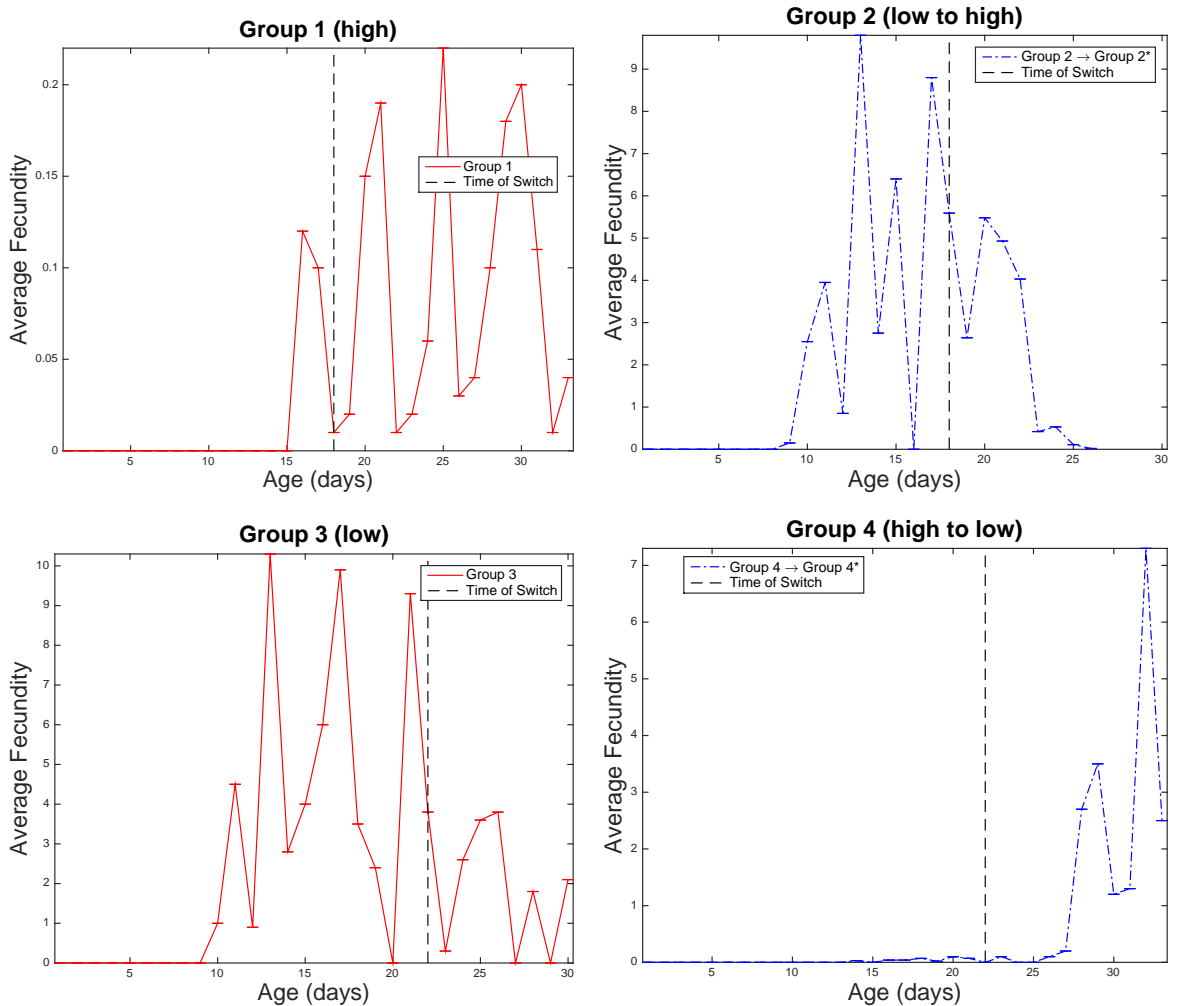 Group 1 (high)
Average Fecundity
0.2
0.15
0.1
0.05
0
Group 1
Time of Switch
5 10 15 20 25 30
Age (days)
Group 2 (low to high)
Average Fecundity
9
8
7
6
5
4
3
2
1
0
Group 2 → Group 2*
Time of Switch
5 10 15 20 25 30
Age (days)
Group 3 (low)
Average Fecundity
10
9
8
7
6
5
4
3
2
1
0
Group 3
Time of Switch
5 10 15 20 25 30
Age (days)
Group 4 (high to low)
Average Fecundity
7
6
5
4
3
2
1
0
Group 4 → Group 4*
Time of Switch
5 10 15 20 25 30
Age (days)